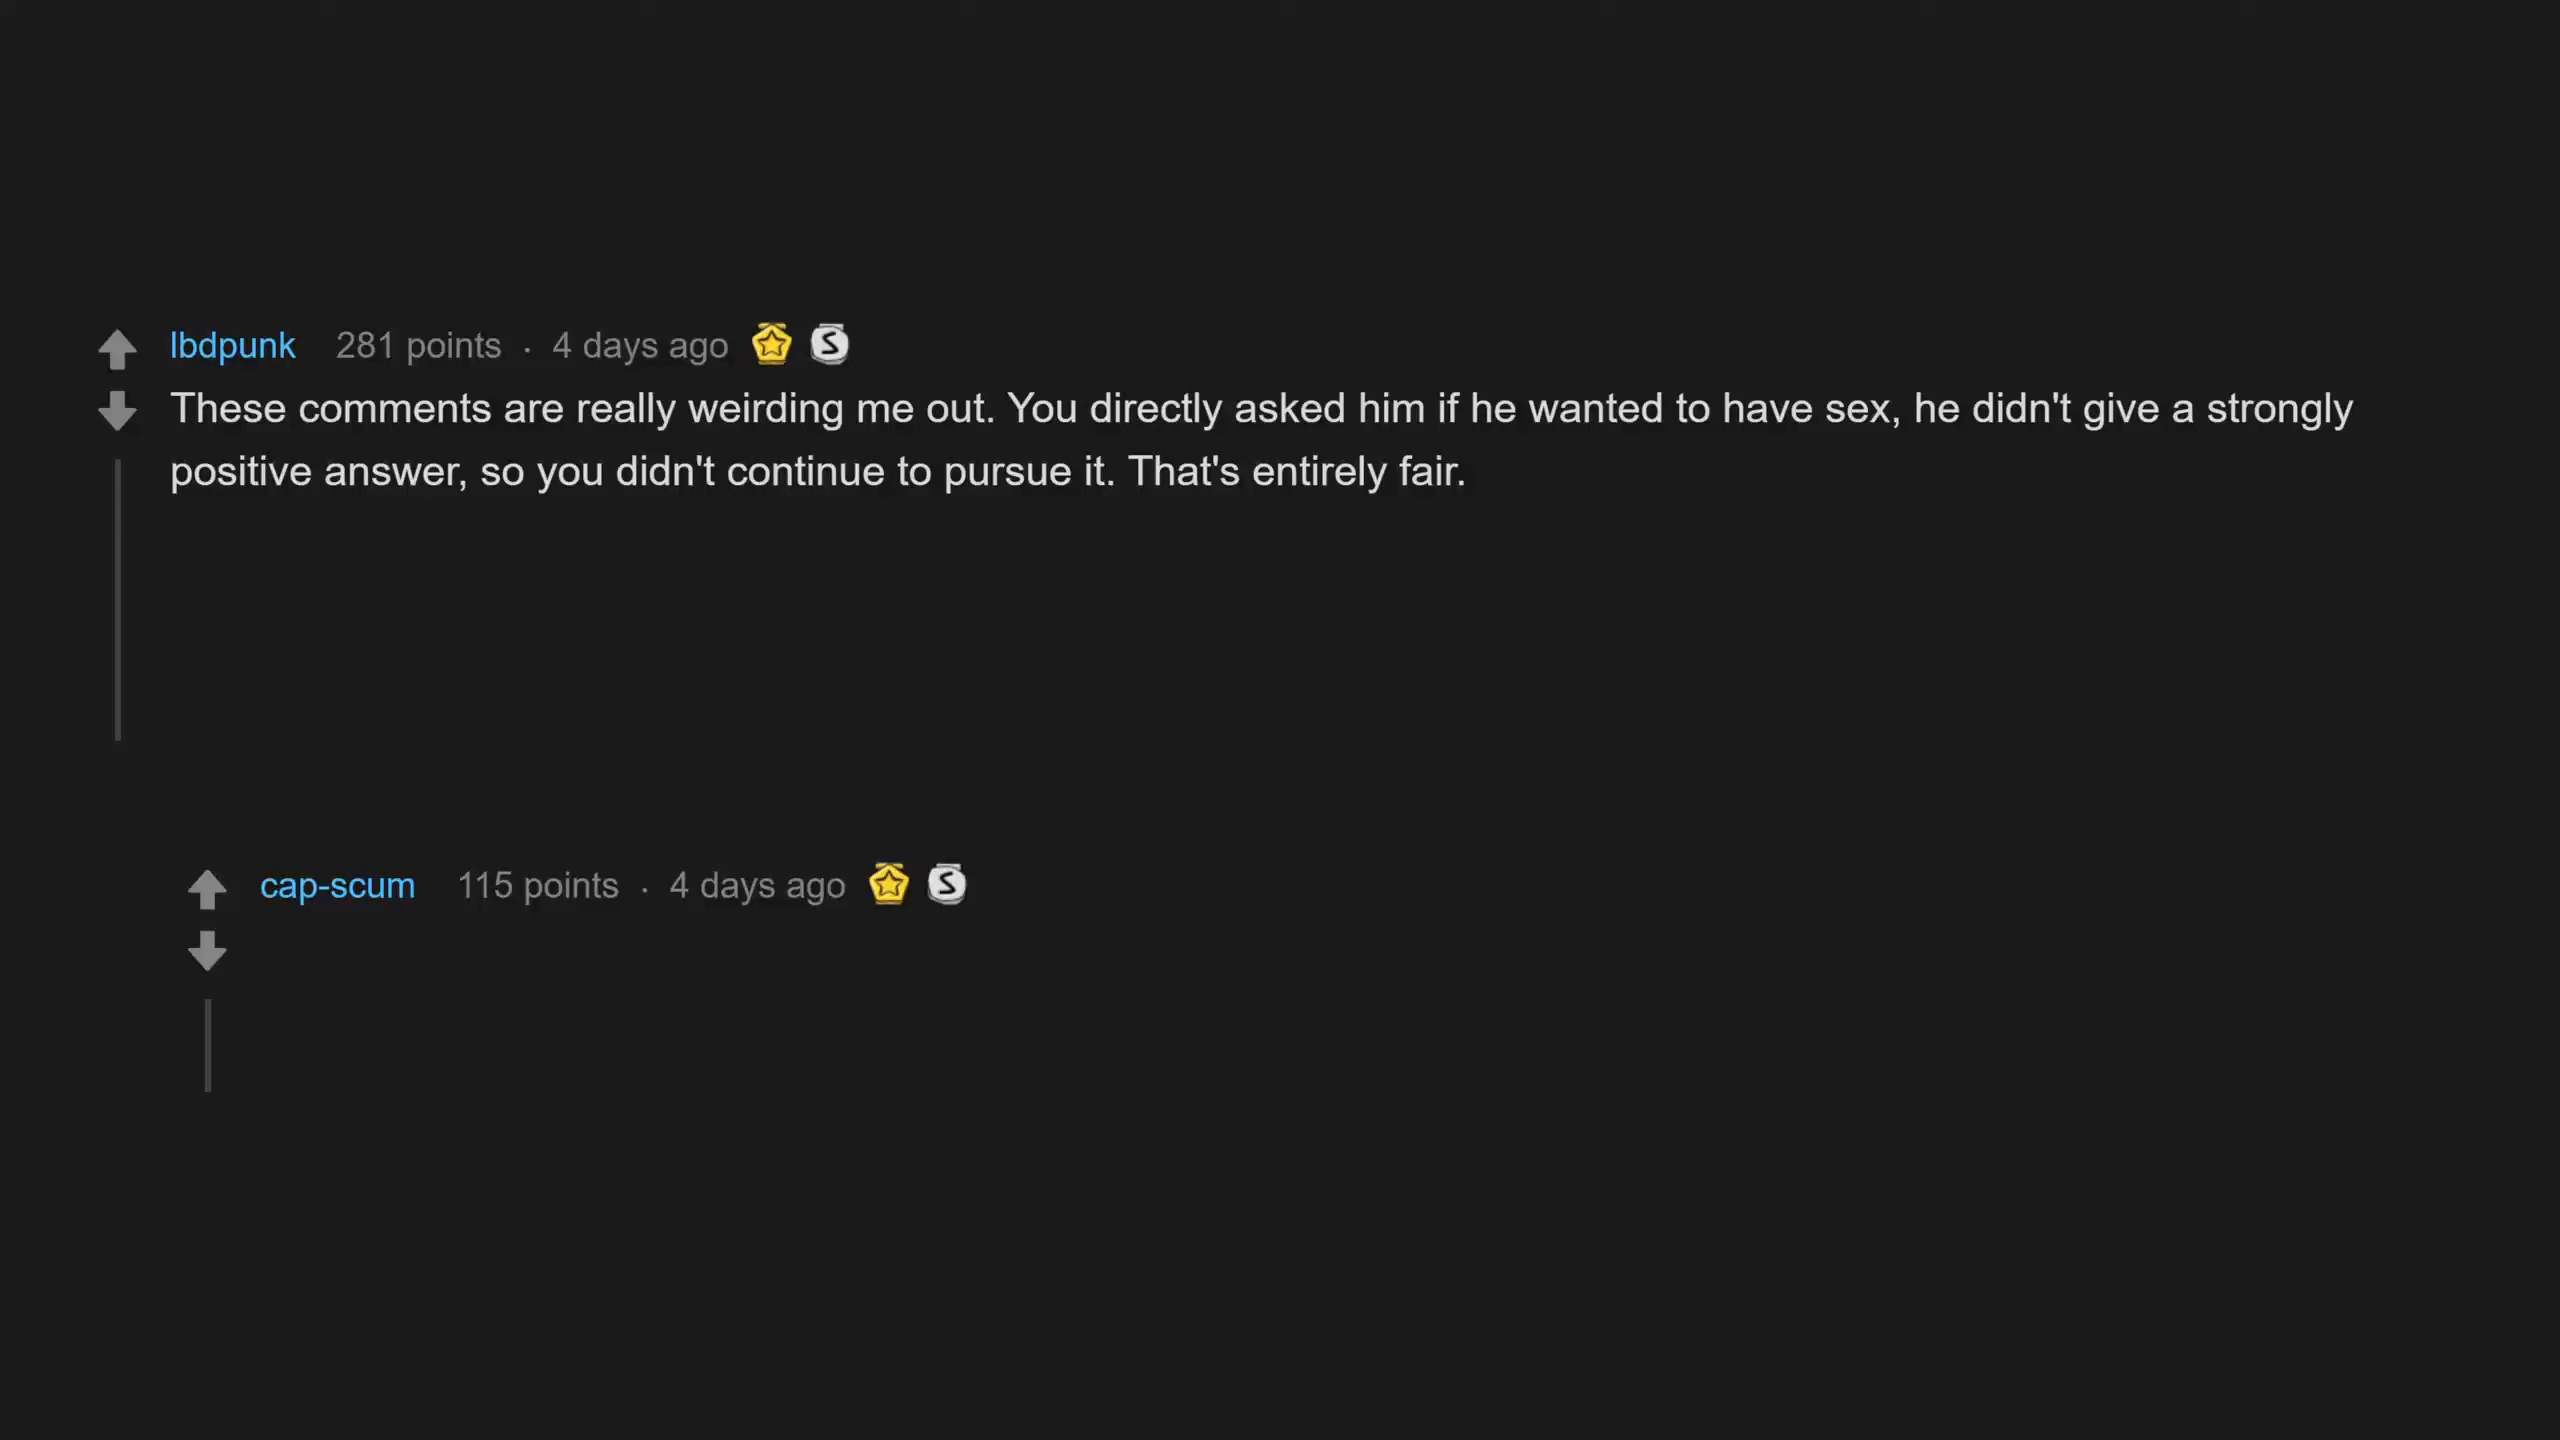 lbdpunk 281 points · 4 days ago S
These comments are really weirding me out. You directly asked him if he wanted to have sex, he didn't give a strongly
positive answer, so you didn't continue to pursue it. That's entirely fair.
cap-scum 115 points · 4 days ago S